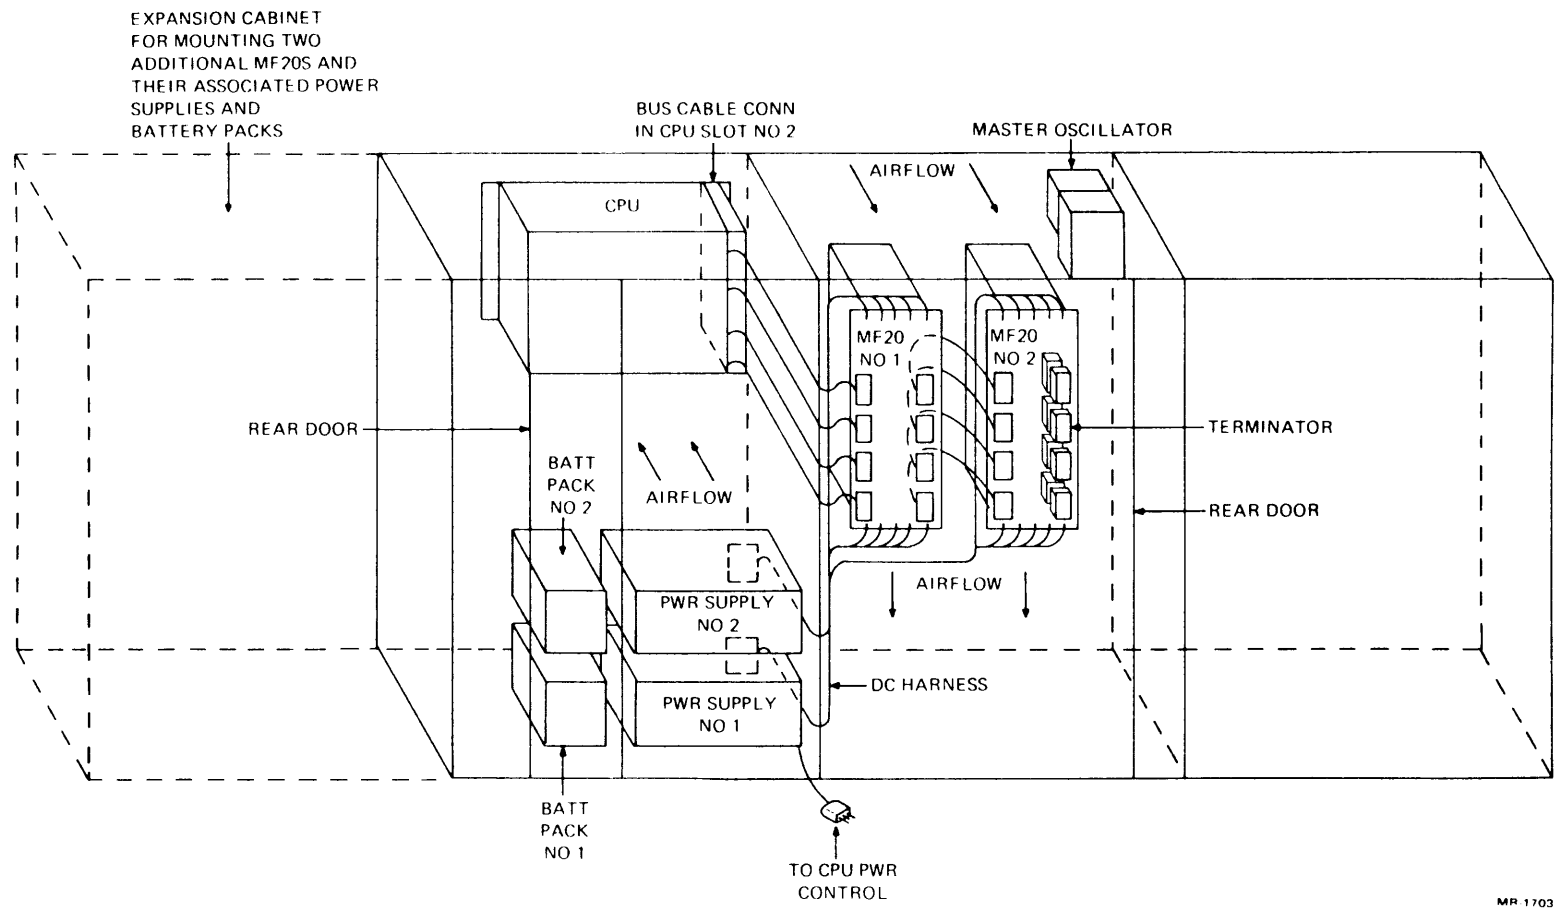 EXPANSION CABINET
FOR MOUNTING TWO
ADDITIONAL MF20S AND
THEIR ASSOCIATED POWER
SUPPLIES AND
BATTERY PACKS
BUS CABLE CONN
IN CPU SLOT NO 2
MASTER OSCILLATOR
AIRFLOW
CPU
MF20
NO 1
MF20
NO 2
REAR DOOR
TERMINATOR
BATT
PACK
NO 2
AIRFLOW
REAR DOOR
AIRFLOW
PWR SUPPLY
NO 2
DC HARNESS
PWR SUPPLY
NO 1
BATT
PACK
NO 1
TO CPU PWR
CONTROL
MR-1703